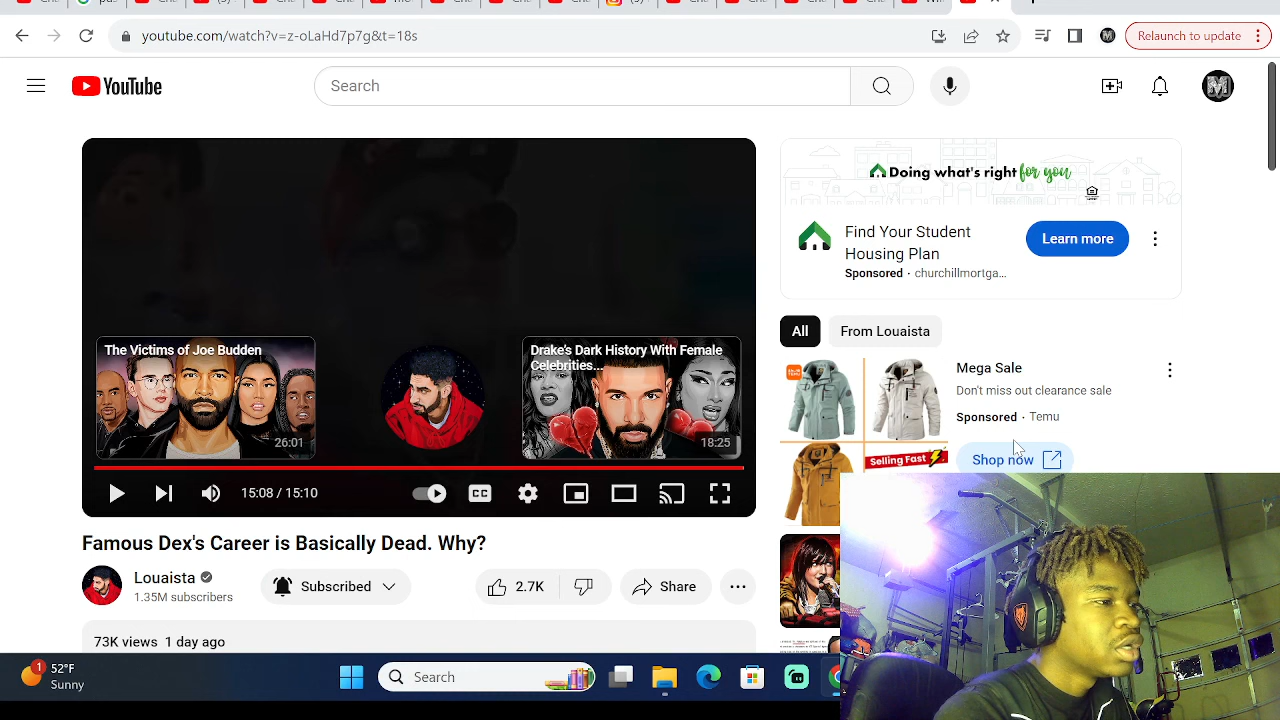 youtube.com/watch?v=z-oLaHd7p7g&t=18s
Relaunch to update
YouTube
Search
Doing what's right for you
Find Your Student
Housing Plan
Sponsored · churchillmortga...
Learn more
All
From Louaista
The Victims of Joe Budden
26:01
Drake's Dark History With Female
Celebrities...
18:25
Mega Sale
Don't miss out clearance sale
Sponsored · Temu
Selling Fast
Shop now
15:08 / 15:10
CC
Famous Dex's Career is Basically Dead. Why?
Louaista
1.35M subscribers
Subscribed
2.7K
Share
73K views 1 day ago
1
52°F
Sunny
Search